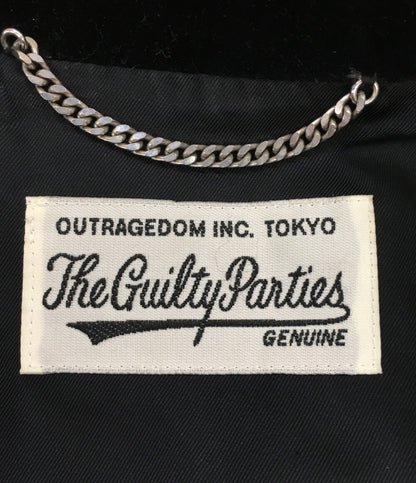 OUTRAGEDOM INC. TOKYO
The Guilty Parties
GENUINE